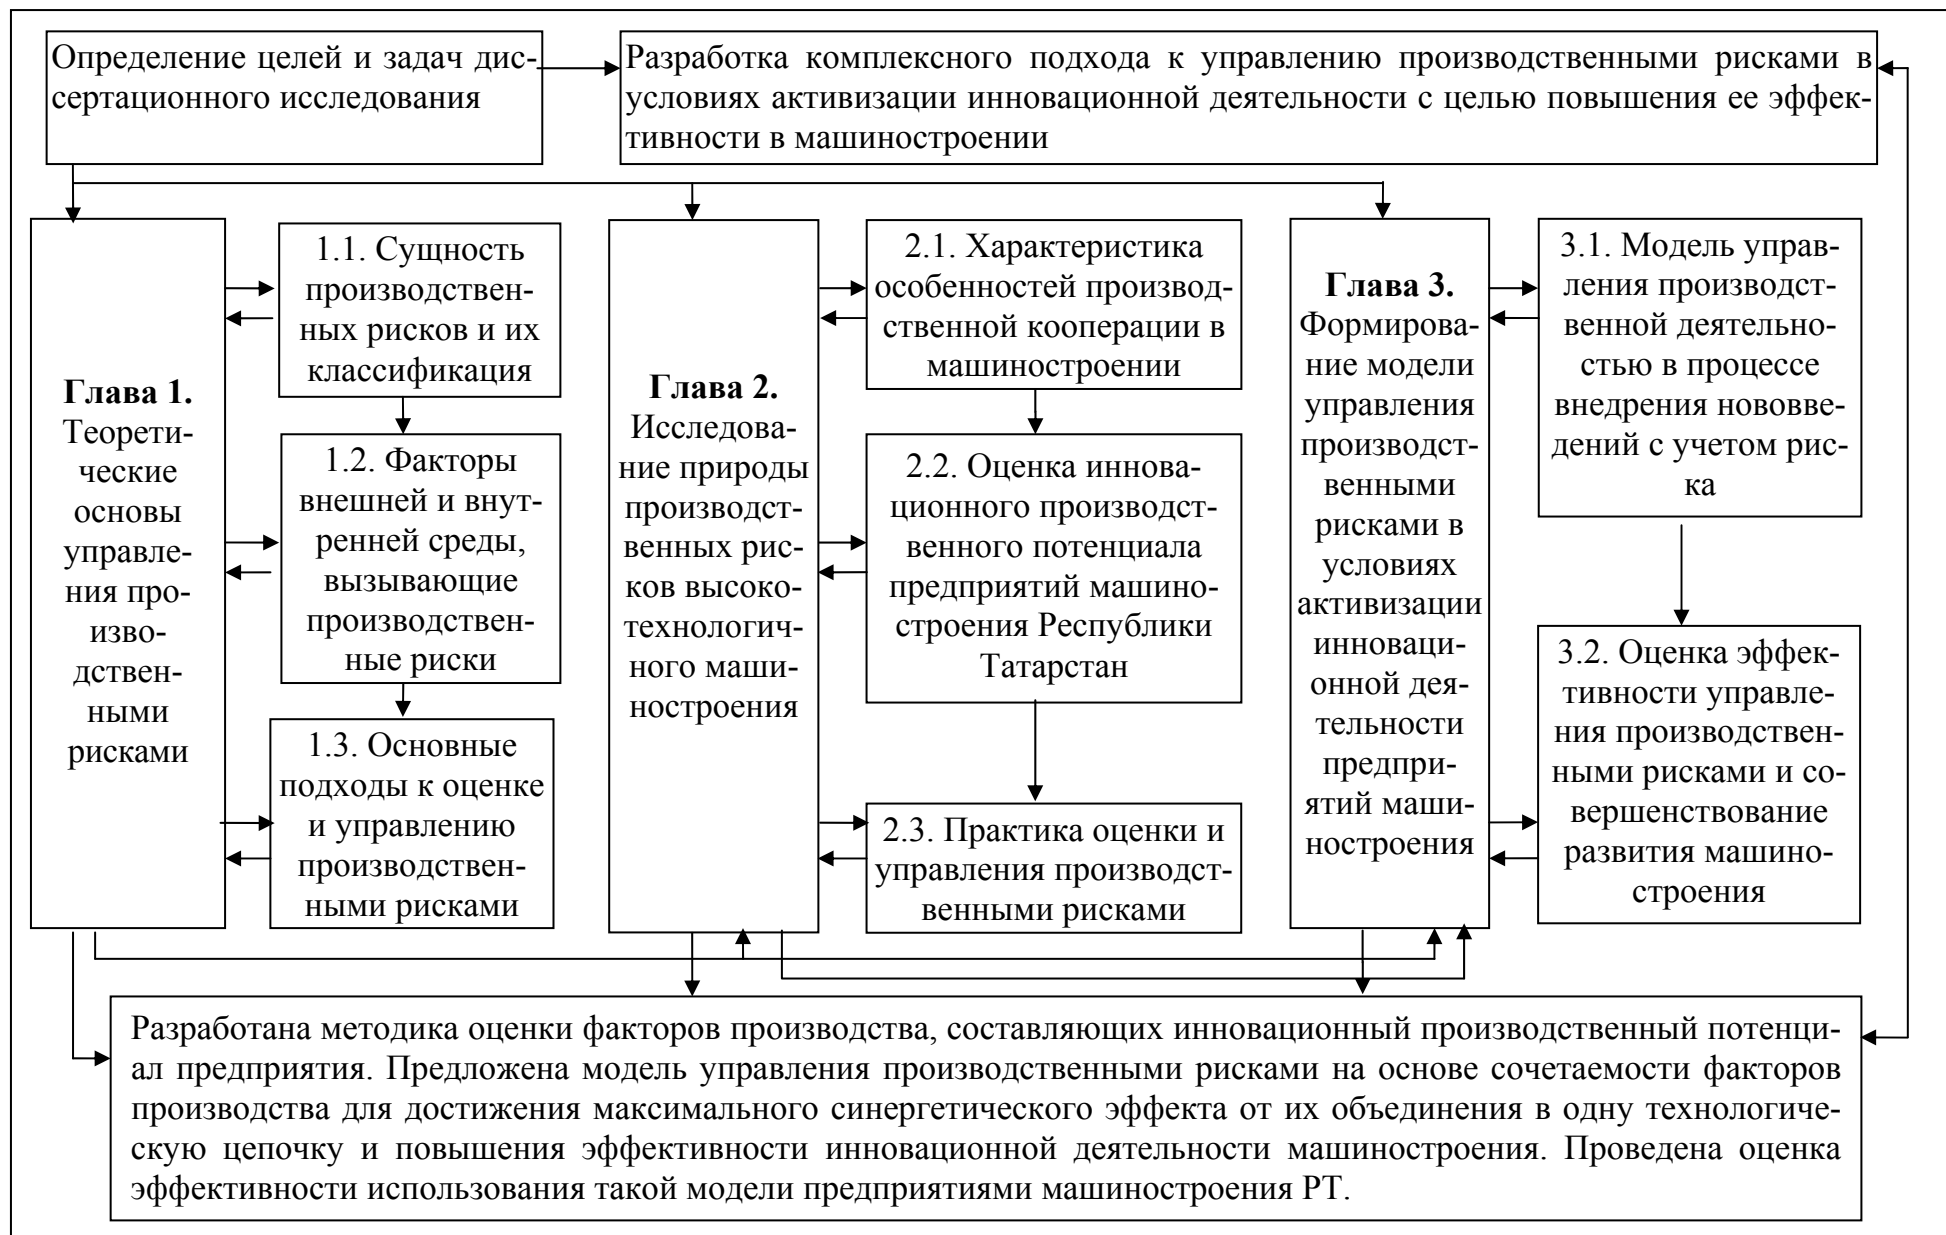 Определение целей и задач дис-
сертационного исследования
Разработка комплексного подхода к управлению производственными рисками в
условиях активизации инновационной деятельности с целью повышения ее эффек-
тивности в машиностроении
Глава 1.
Теорети-
ческие
основы
управле-
ния про-
изво-
дствен-
ными
рисками
1.1. Сущность
производствен-
ных рисков и их
классификация
1.2. Факторы
внешней и внут-
ренней среды,
вызывающие
производствен-
ные риски
1.3. Основные
подходы к оценке
и управлению
производствен-
ными рисками
Глава 2.
Исследова-
ние природы
производст-
венных рис-
ков высоко-
технологич-
ного маши-
ностроения
2.1. Характеристика
особенностей производ-
ственной кооперации в
машиностроении
2.2. Оценка иннова-
ционного производст-
венного потенциала
предприятий машино-
строения Республики
Татарстан
2.3. Практика оценки и
управления производст-
венными рисками
Глава 3.
Формирова-
ние модели
управления
производст-
венными
рисками в
условиях
активизации
инноваци-
онной дея-
тельности
предпри-
ятий маши-
ностроения
3.1. Модель управ-
ления производст-
венной деятельно-
стью в процессе
внедрения нововве-
дений с учетом рис-
ка
3.2. Оценка эффек-
тивности управле-
ния производствен-
ными рисками и со-
вершенствование
развития машино-
строения
Разработана методика оценки факторов производства, составляющих инновационный производственный потенци-
ал предприятия. Предложена модель управления производственными рисками на основе сочетаемости факторов
производства для достижения максимального синергетического эффекта от их объединения в одну технологиче-
скую цепочку и повышения эффективности инновационной деятельности машиностроения. Проведена оценка
эффективности использования такой модели предприятиями машиностроения РТ.